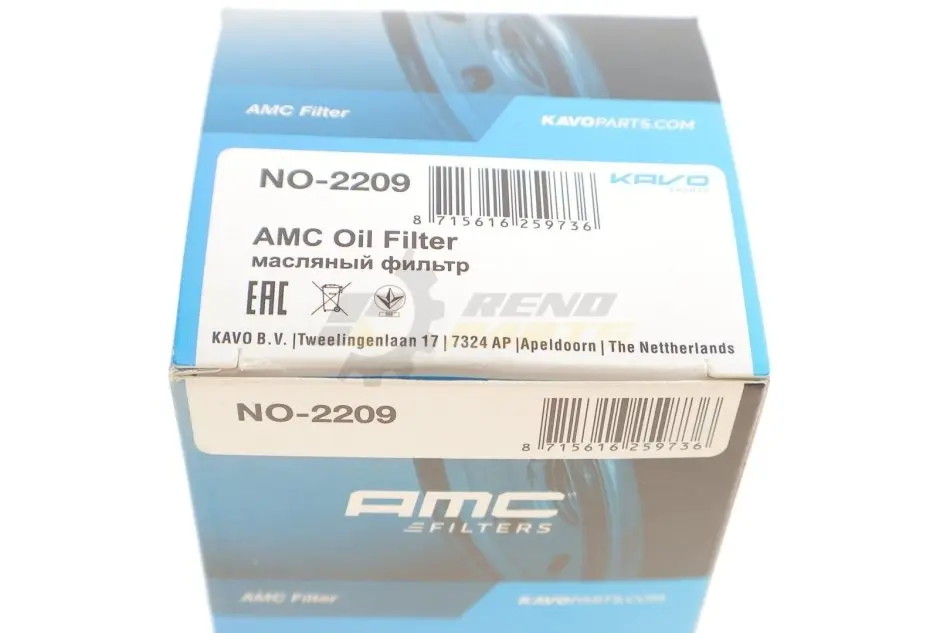 AMC Filter
KAVOPARTS.COM
NO-2209
8 715616 259736
KAVO
AMC Oil Filter
масляный фильтр
EAC
RENO
PARTS
KAVO B.V. |Tweelingenlaan 17 | 7324 AP |Apeldoorn | The Nettherlands
NO-2209
8 715616 259736
AMC
FILTERS
AMC Filter
KAVOPARTS.COM